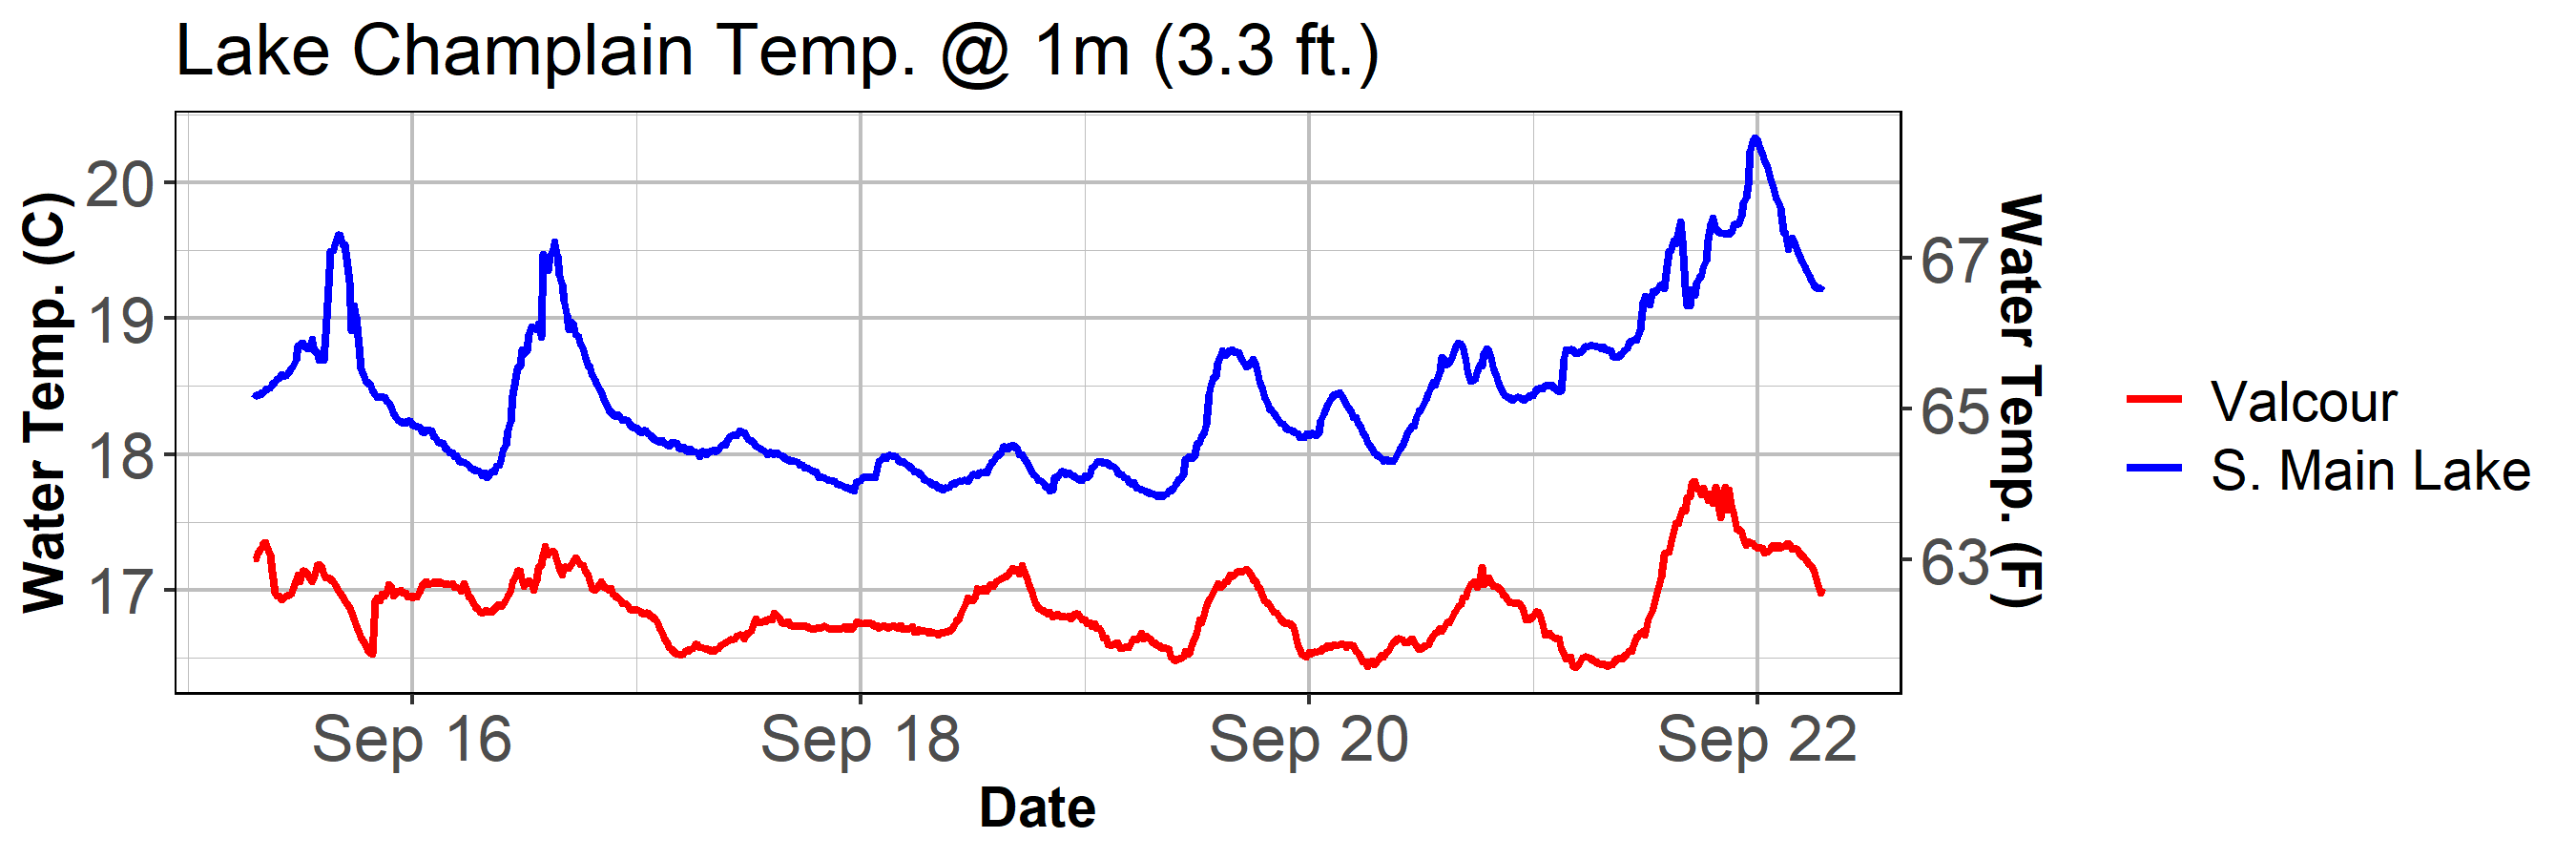 Lake Champlain Temp. @ 1m (3.3 ft.)
Water Temp. (C)
20
19
18
17
67
65
63
Water Temp. (F)
Sep 16
Sep 18
Sep 20
Sep 22
Date
Valcour
S. Main Lake